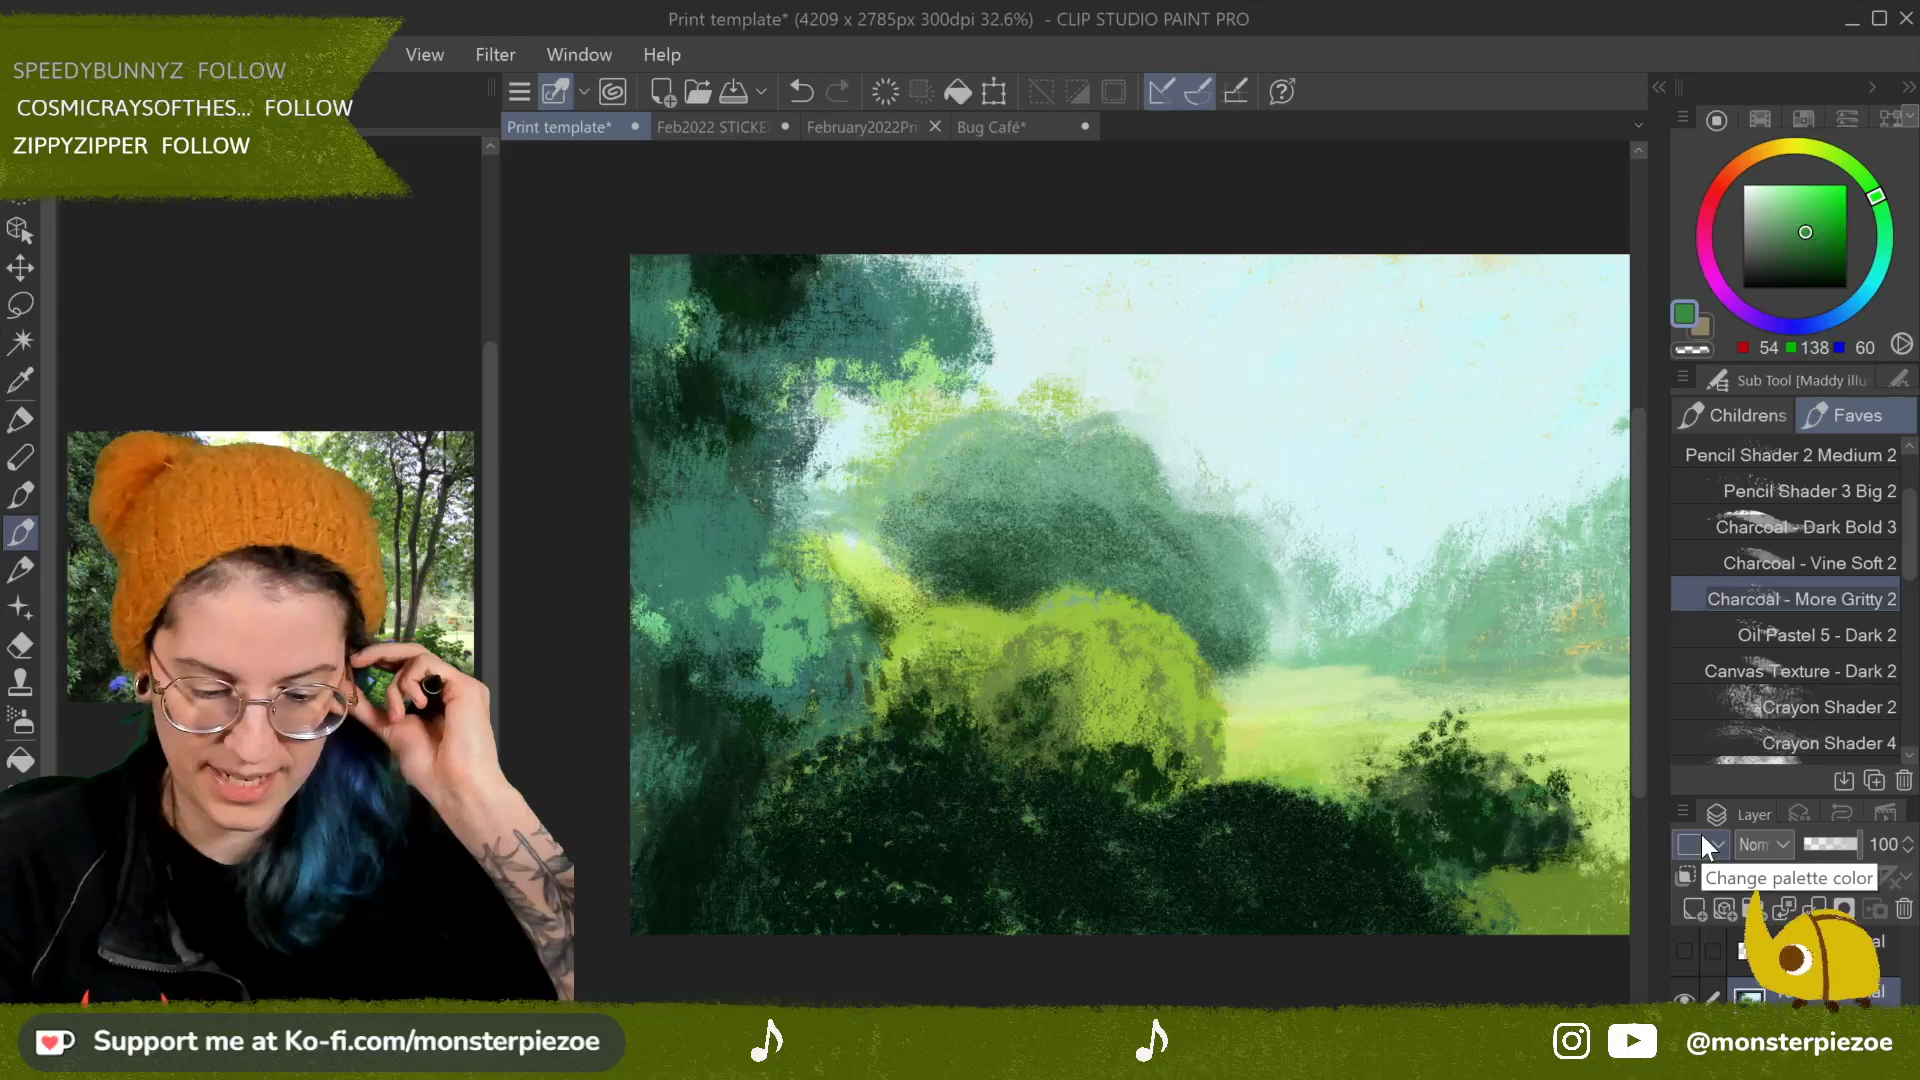 Print template* (4209 x 2785px 300dpi 32.6%) - CLIP STUDIO PAINT PRO
View Filter Window Help
SPEEDYBUNNYZ FOLLOW
COSMICRAYSOFTHES... FOLLOW
ZIPPYZIPPER FOLLOW
Print template* Feb2022 STICKE February2022Pri Bug Café*
54 138 60
Sub Tool [Maddy illu
Childrens Faves
Pencil Shader 2 Medium 2
Pencil Shader 3 Big 2
Charcoal - Dark Bold 3
Charcoal - Vine Soft 2
Charcoal - More Gritty 2
Oil Pastel 5 - Dark 2
Canvas Texture - Dark 2
Crayon Shader 2
Crayon Shader 4
Layer
Norr 100
Change palette color
Support me at Ko-fi.com/monsterpiezoe
@monsterpiezoe